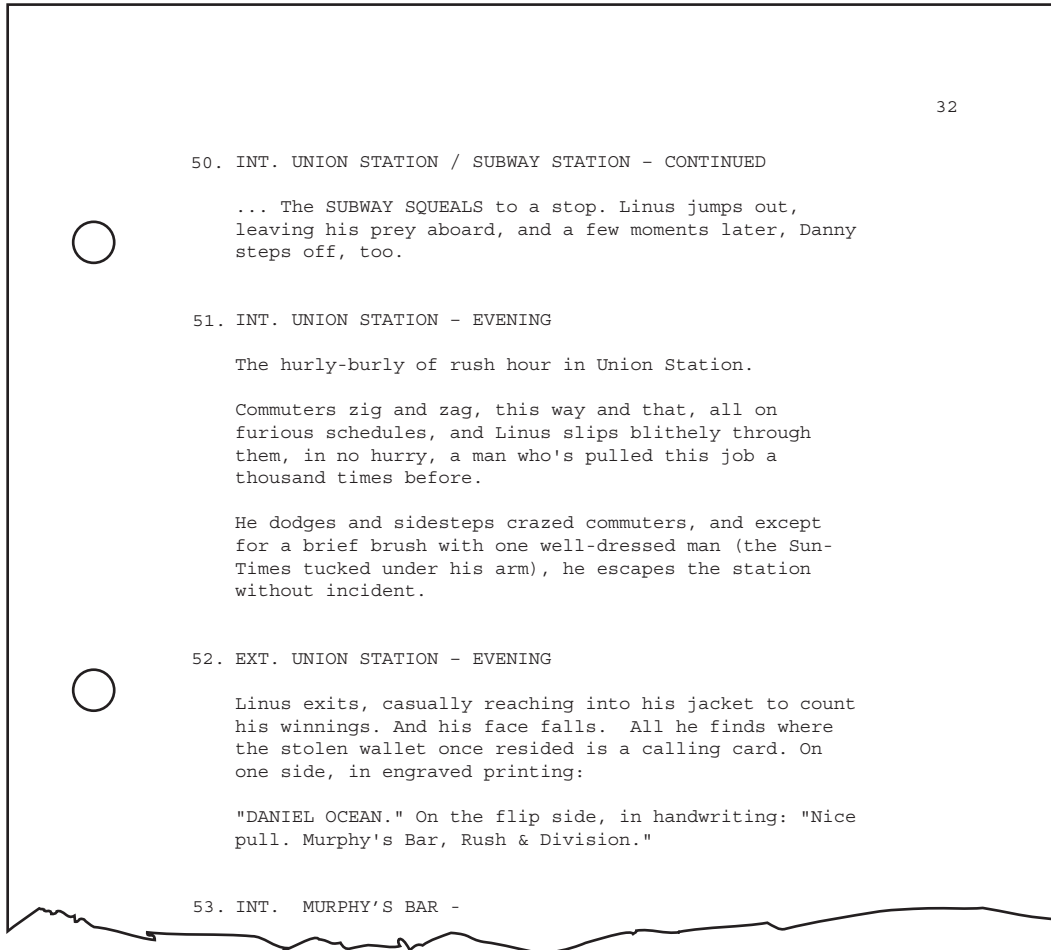 32
50. INT. UNION STATION / SUBWAY STATION – CONTINUED
... The SUBWAY SQUEALS to a stop. Linus jumps out,
leaving his prey aboard, and a few moments later, Danny
steps off, too.
51. INT. UNION STATION – EVENING
The hurly-burly of rush hour in Union Station.
Commuters zig and zag, this way and that, all on
furious schedules, and Linus slips blithely through
them, in no hurry, a man who's pulled this job a
thousand times before.
He dodges and sidesteps crazed commuters, and except
for a brief brush with one well-dressed man (the Sun-
Times tucked under his arm), he escapes the station
without incident.
52. EXT. UNION STATION – EVENING
Linus exits, casually reaching into his jacket to count
his winnings. And his face falls.  All he finds where
the stolen wallet once resided is a calling card. On
one side, in engraved printing:
"DANIEL OCEAN." On the flip side, in handwriting: "Nice
pull. Murphy's Bar, Rush & Division."
53. INT.  MURPHY’S BAR -